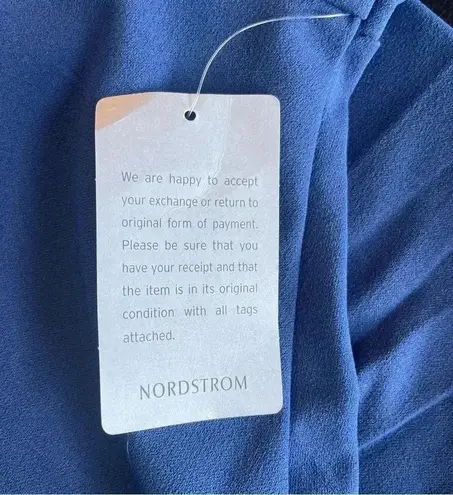 We are happy to accept
your exchange or return to
original form of payment.
Please be sure that you
have your receipt and that
the item is in its original
condition with all tags
attached.
NORDSTROM